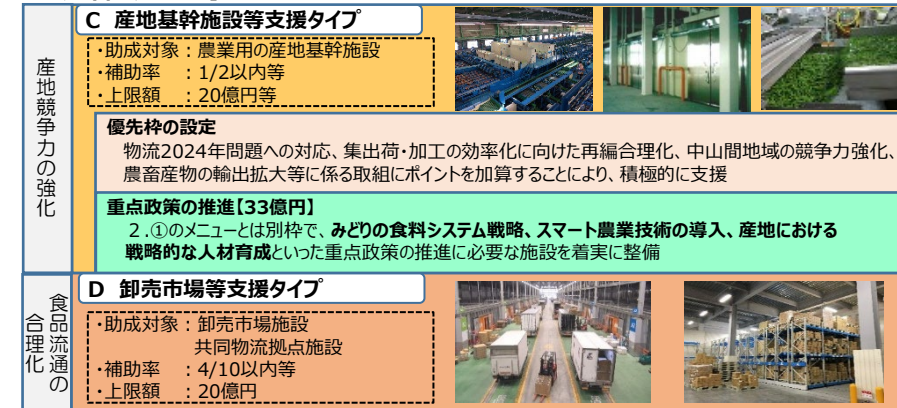 産地競争力の強化
C 産地基幹施設等支援タイプ
・助成対象：農業用の産地基幹施設
・補助率　：1/2以内等
・上限額　：20億円等
優先枠の設定
物流2024年問題への対応、集出荷・加工の効率化に向けた再編合理化、中山間地域の競争力強化、
農畜産物の輸出拡大等に係る取組にポイントを加算することにより、積極的に支援
重点政策の推進【33億円】
２.①のメニューとは別枠で、みどりの食料システム戦略、スマート農業技術の導入、産地における
戦略的な人材育成といった重点政策の推進に必要な施設を着実に整備
食品流通の
合理化
D 卸売市場等支援タイプ
・助成対象：卸売市場施設
共同物流拠点施設
・補助率　：4/10以内等
・上限額　：20億円